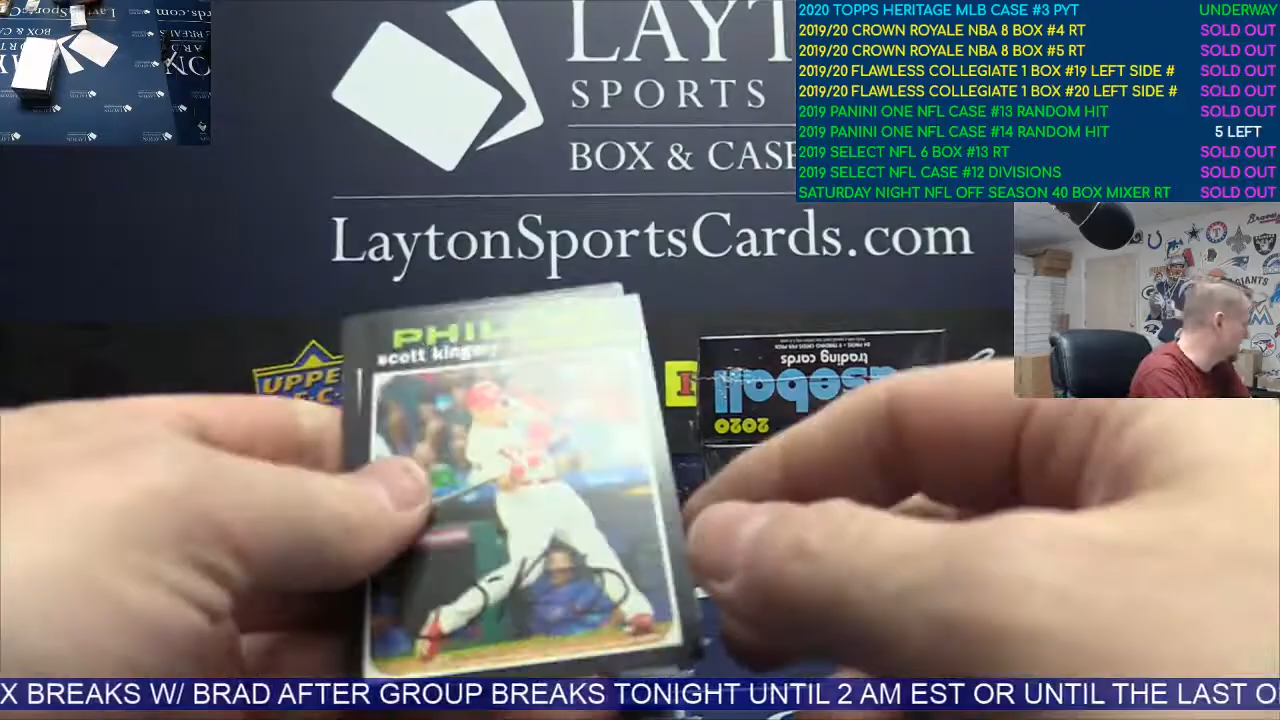 2020 TOPPS HERITAGE MLB CASE #3 PYT UNDERWAY
2019/20 CROWN ROYALE NBA 8 BOX #4 RT SOLD OUT
2019/20 CROWN ROYALE NBA 8 BOX #5 RT SOLD OUT
2019/20 FLAWLESS COLLEGIATE 1 BOX #19 LEFT SIDE # SOLD OUT
2019/20 FLAWLESS COLLEGIATE 1 BOX #20 LEFT SIDE # SOLD OUT
2019 PANINI ONE NFL CASE #13 RANDOM HIT SOLD OUT
2019 PANINI ONE NFL CASE #14 RANDOM HIT 5 LEFT
2019 SELECT NFL 6 BOX #13 RT SOLD OUT
2019 SELECT NFL CASE #12 DIVISIONS SOLD OUT
SATURDAY NIGHT NFL OFF SEASON 40 BOX MIXER RT SOLD OUT
LAYT
SPORTS
BOX & CASE
LaytonSportsCards.com
UPPE
PHIL
scott kinge
trading cards
baseball
2020
X BREAKS W/ BRAD AFTER GROUP BREAKS TONIGHT UNTIL 2 AM EST OR UNTIL THE LAST O